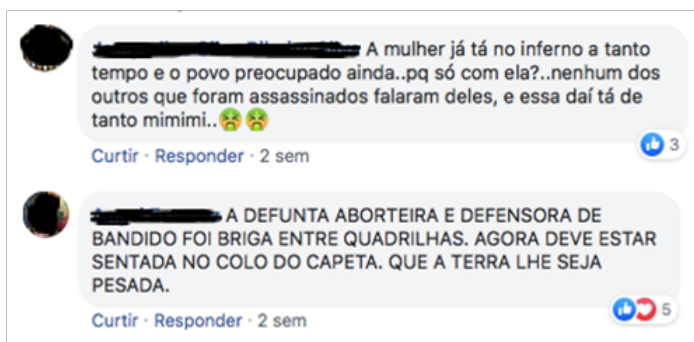 A mulher já tá no inferno a tanto
tempo e o povo preocupado ainda..pq só com ela?..nenhum dos
outros que foram assassinados falaram deles, e essa daí tá de
tanto mimimi..🤮🤮
3
Curtir · Responder · 2 sem
A DEFUNTA ABORTEIRA E DEFENSORA DE
BANDIDO FOI BRIGA ENTRE QUADRILHAS. AGORA DEVE ESTAR
SENTADA NO COLO DO CAPETA. QUE A TERRA LHE SEJA
PESADA.
5
Curtir · Responder · 2 sem